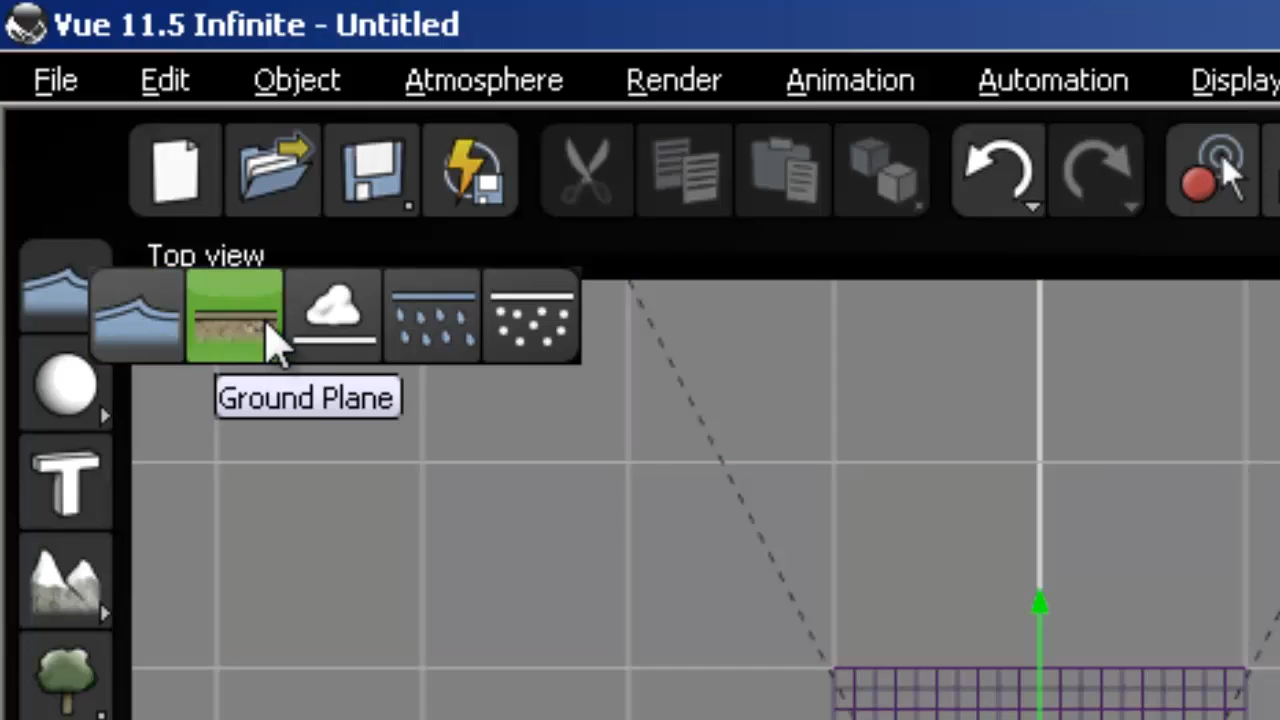 Vue 11.5 Infinite - Untitled
File Edit Object Atmosphere Render Animation Automation Display
Top view
Ground Plane